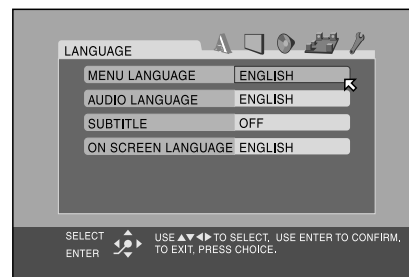 LANGUAGE
MENU LANGUAGE ENGLISH
AUDIO LANGUAGE ENGLISH
SUBTITLE OFF
ON SCREEN LANGUAGE ENGLISH
SELECT
ENTER
USE ▲▼◀▶ TO SELECT, USE ENTER TO CONFIRM,
TO EXIT, PRESS CHOICE.